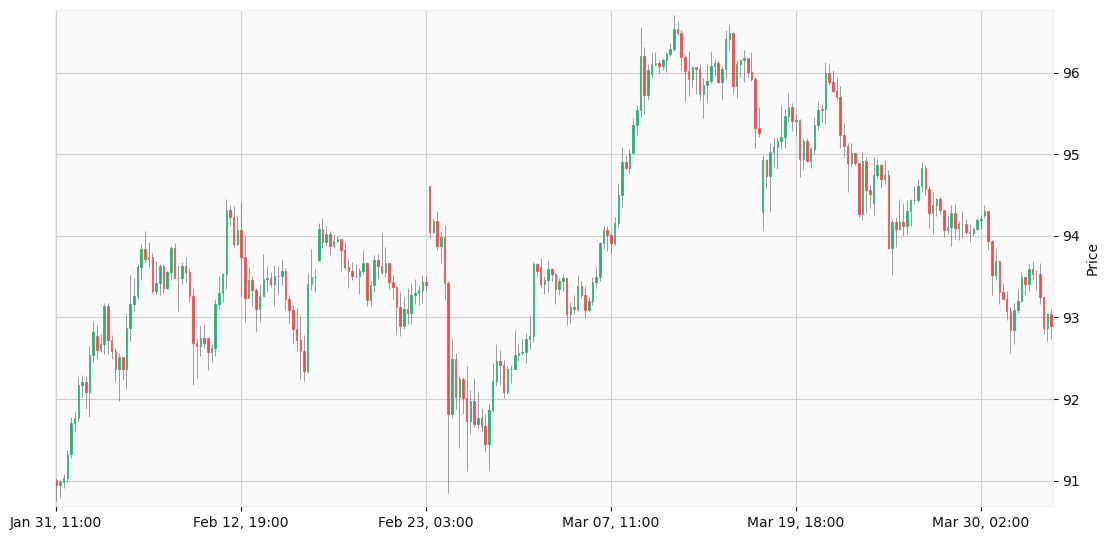 96
95
94
93
92
91
Price
Jan 31, 11:00
Feb 12, 19:00
Feb 23, 03:00
Mar 07, 11:00
Mar 19, 18:00
Mar 30, 02:00